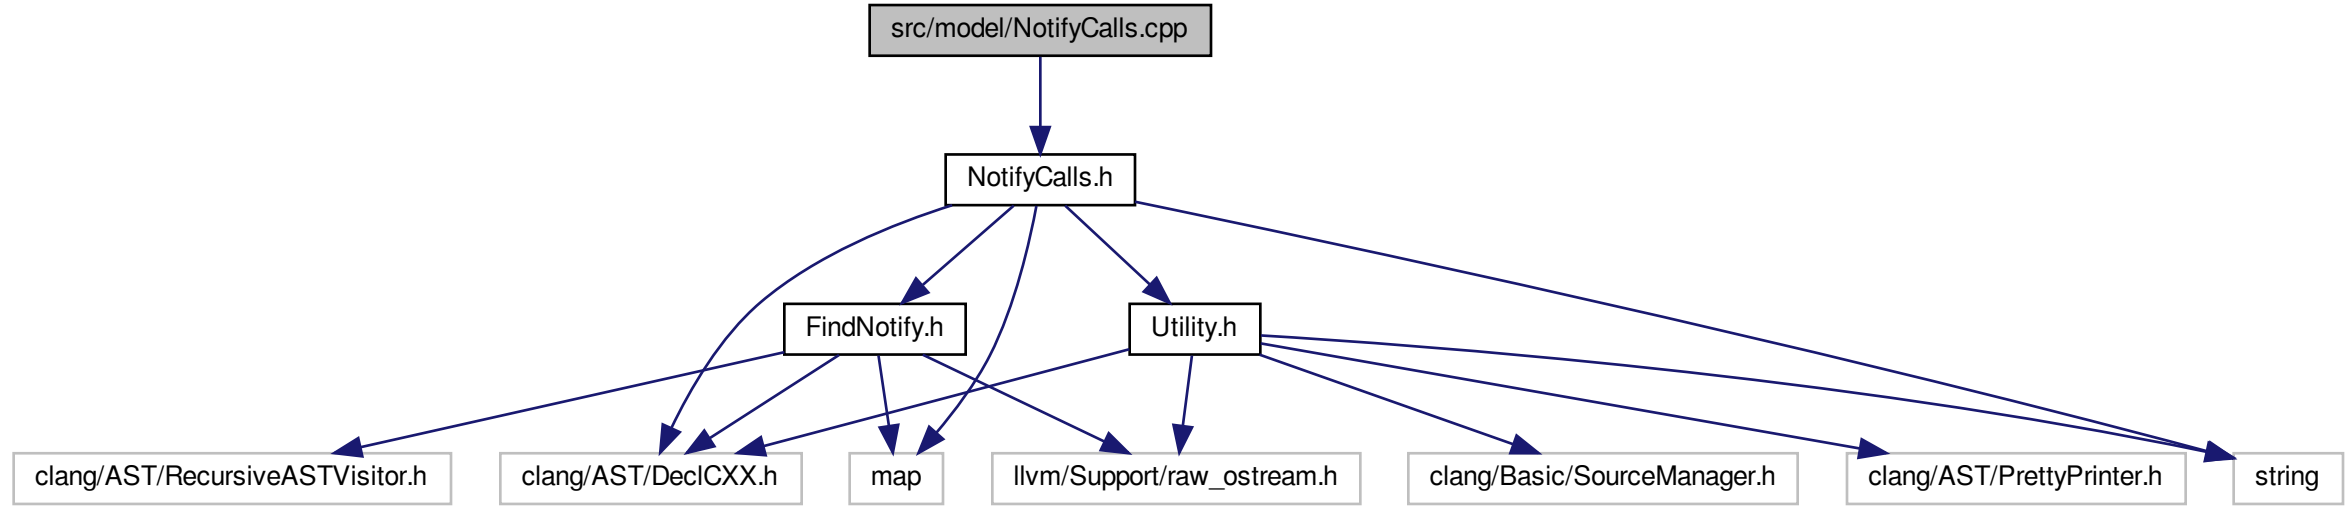 src/model/NotifyCalls.cpp
NotifyCalls.h
FindNotify.h
Utility.h
clang/AST/RecursiveASTVisitor.h
clang/AST/DeclCXX.h
map
llvm/Support/raw_ostream.h
clang/Basic/SourceManager.h
clang/AST/PrettyPrinter.h
string